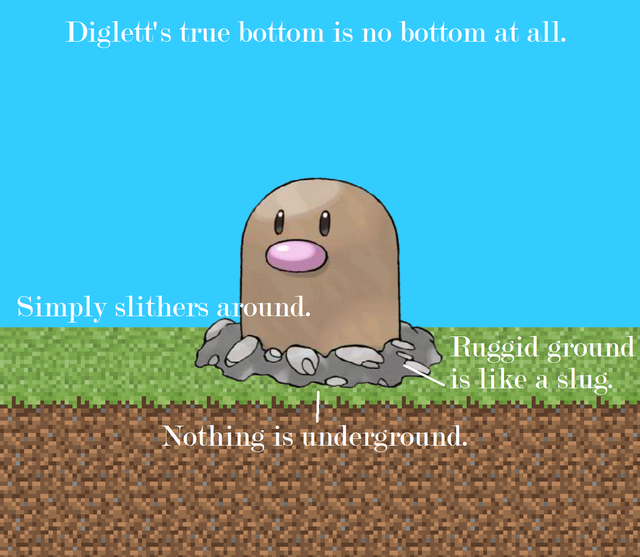 Diglett's true bottom is no bottom at all.
Simply slithers around.
Ruggid ground
is like a slug.
Nothing is underground.